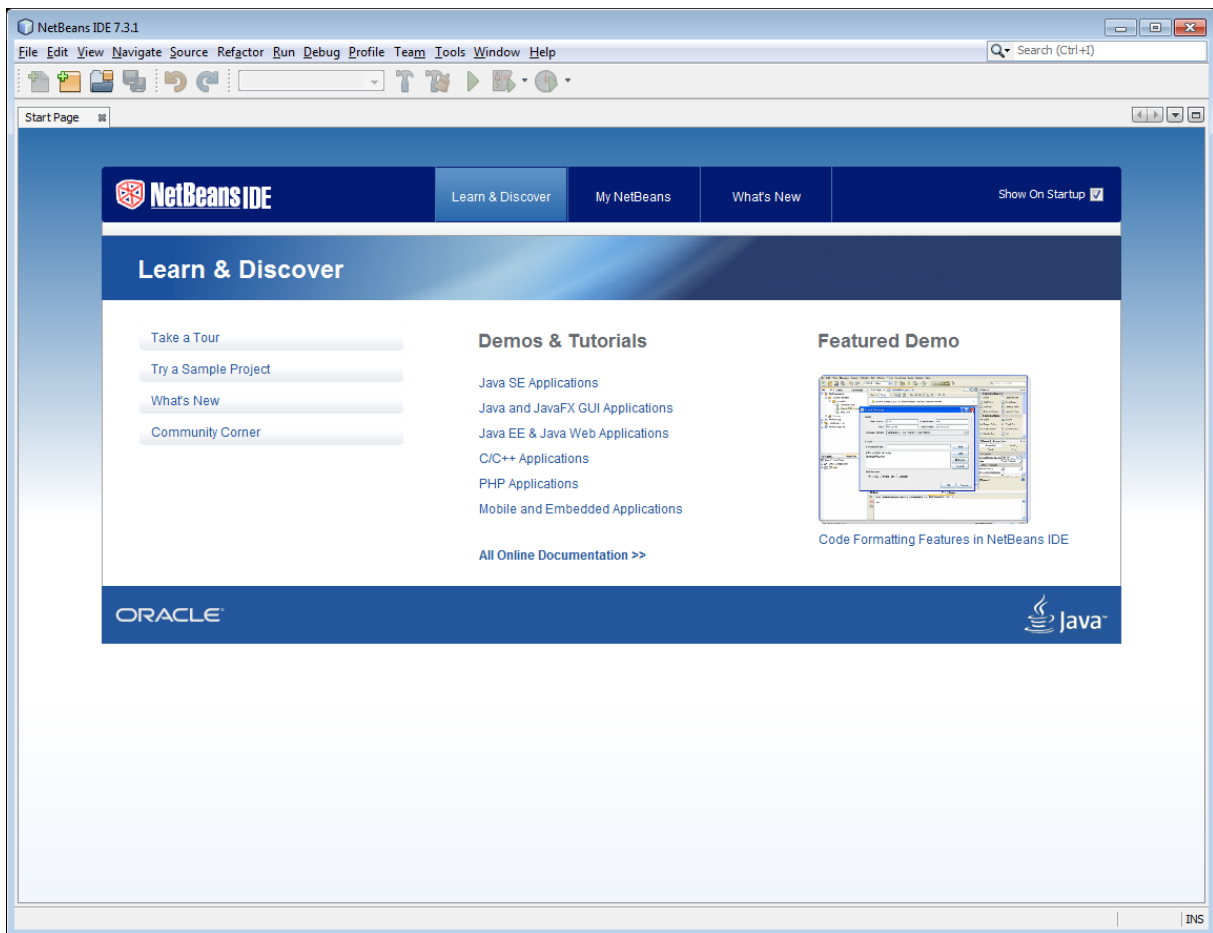 NetBeans IDE 7.3.1
File Edit View Navigate Source Refactor Run Debug Profile Team Tools Window Help
Search (Ctrl+I)
Start Page
NetBeans IDE
Learn & Discover
My NetBeans
What's New
Show On Startup
Learn & Discover
Take a Tour
Try a Sample Project
What's New
Community Corner
Demos & Tutorials
Java SE Applications
Java and JavaFX GUI Applications
Java EE & Java Web Applications
C/C++ Applications
PHP Applications
Mobile and Embedded Applications
All Online Documentation >>
Featured Demo
Code Formatting Features in NetBeans IDE
ORACLE
Java
INS